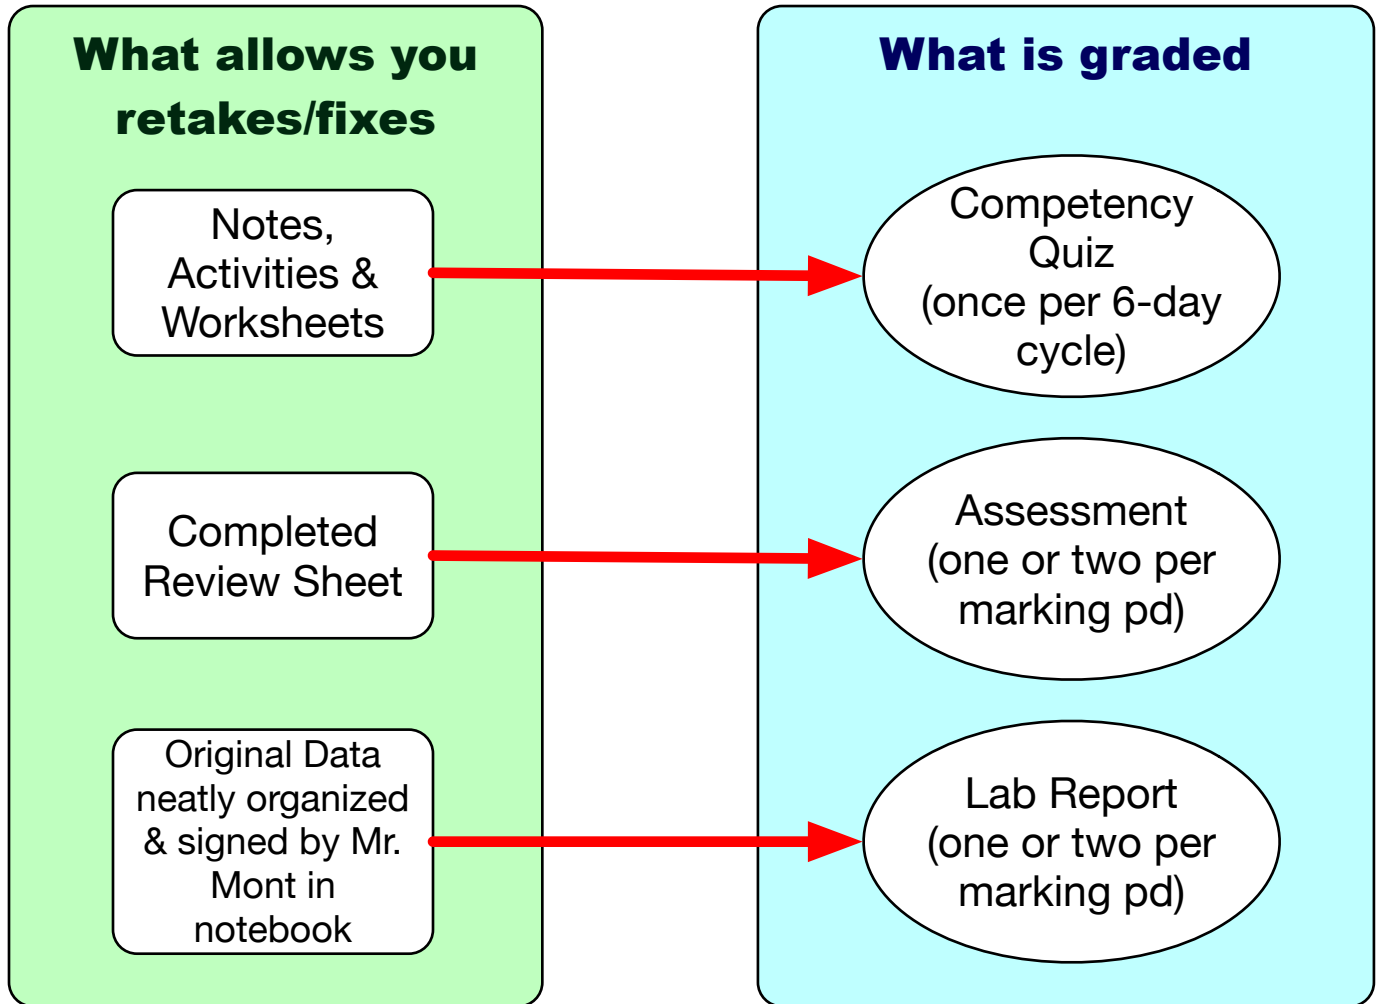 What allows you
retakes/fixes
Notes,
Activities &
Worksheets
Completed
Review Sheet
Original Data
neatly organized
& signed by Mr.
Mont in
notebook
What is graded
Competency
Quiz
(once per 6-day
cycle)
Assessment
(one or two per
marking pd)
Lab Report
(one or two per
marking pd)